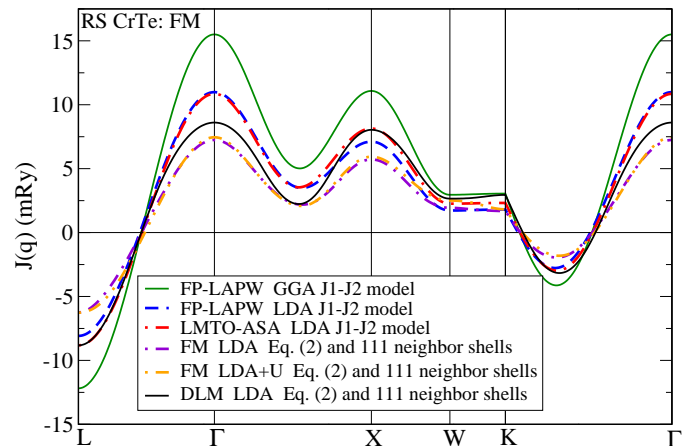 RS CrTe: FM
J(q) (mRy)
15
10
5
0
-5
-10
-15
FP-LAPW GGA J1-J2 model
FP-LAPW LDA J1-J2 model
LMTO-ASA LDA J1-J2 model
FM LDA Eq. (2) and 111 neighbor shells
FM LDA+U Eq. (2) and 111 neighbor shells
DLM LDA Eq. (2) and 111 neighbor shells
L Γ X W K Γ